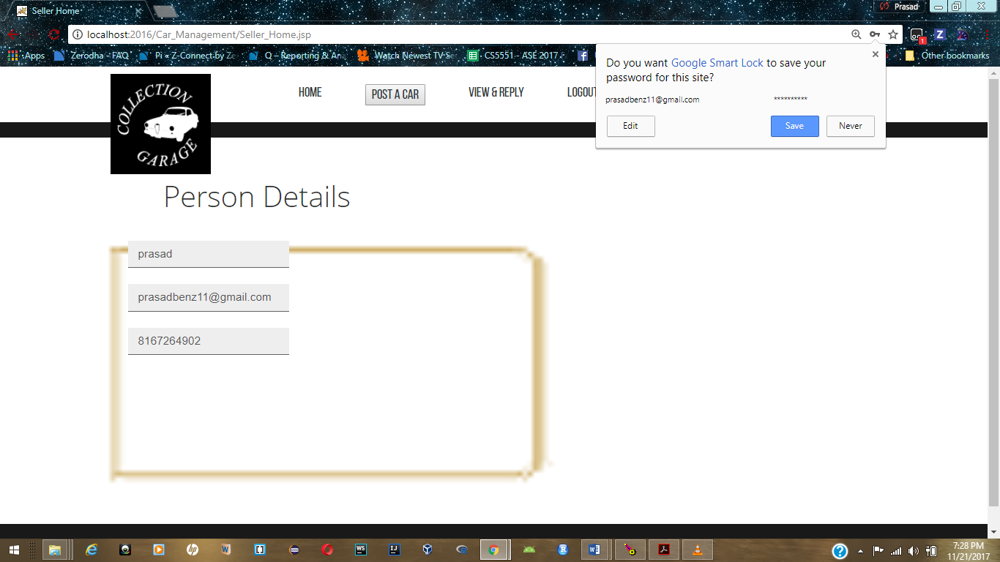 Seller Home
Prasad
localhost:2016/Car_Management/Seller_Home.jsp
Apps Zerodha - FAQ Pi « Z-Connect by Ze Q – Reporting & Ana Watch Newest TV Se CS5551 - ASE 2017 F Other bookmarks
Do you want Google Smart Lock to save your
password for this site?
prasadbenz11@gmail.com **********
Edit Save Never
HOME POST A CAR VIEW & REPLY LOGOUT
COLLECTION
GARAGE
Person Details
prasad
prasadbenz11@gmail.com
8167264902
7:28 PM
11/21/2017